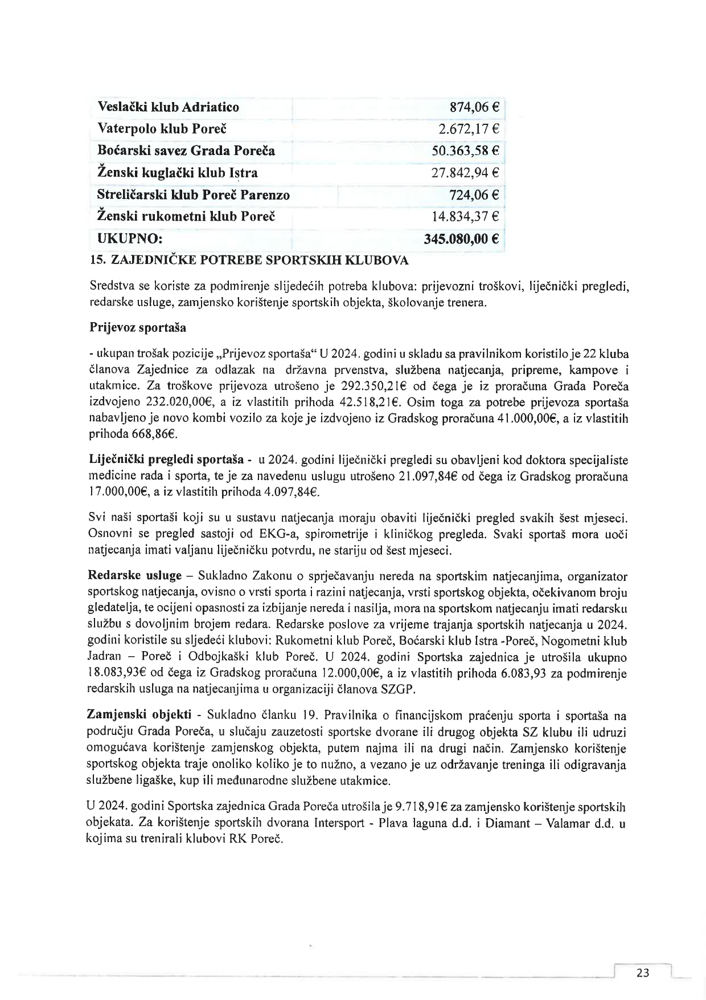 Veslački klub Adriatico 874,06 €
Vaterpolo klub Poreč 2.672,17 €
Boćarski savez Grada Poreča 50.363,58 €
Ženski kuglački klub Istra 27.842,94 €
Streličarski klub Poreč Parenzo 724,06 €
Ženski rukometni klub Poreč 14.834,37 €
UKUPNO: 345.080,00 €
15. ZAJEDNIČKE POTREBE SPORTSKIH KLUBOVA
Sredstva se koriste za podmirenje slijedećih potreba klubova: prijevozni troškovi, liječnički pregledi,
redarske usluge, zamjensko korištenje sportskih objekta, školovanje trenera.
Prijevoz sportaša
- ukupan trošak pozicije „Prijevoz sportaša“ U 2024. godini u skladu sa pravilnikom koristilo je 22 kluba
članova Zajednice za odlazak na državna prvenstva, službena natjecanja, pripreme, kampove i
utakmice. Za troškove prijevoza utrošeno je 292.350,21€ od čega je iz proračuna Grada Poreča
izdvojeno 232.020,00€, a iz vlastitih prihoda 42.518,21€. Osim toga za potrebe prijevoza sportaša
nabavljeno je novo kombi vozilo za koje je izdvojeno iz Gradskog proračuna 41.000,00€, a iz vlastitih
prihoda 668,86€.
Liječnički pregledi sportaša - u 2024. godini liječnički pregledi su obavljeni kod doktora specijaliste
medicine rada i sporta, te je za navedenu uslugu utrošeno 21.097,84€ od čega iz Gradskog proračuna
17.000,00€, a iz vlastitih prihoda 4.097,84€.
Svi naši sportaši koji su u sustavu natjecanja moraju obaviti liječnički pregled svakih šest mjeseci.
Osnovni se pregled sastoji od EKG-a, spirometrije i kliničkog pregleda. Svaki sportaš mora uoči
natjecanja imati valjanu liječničku potvrdu, ne stariju od šest mjeseci.
Redarske usluge – Sukladno Zakonu o sprječavanju nereda na sportskim natjecanjima, organizator
sportskog natjecanja, ovisno o vrsti sporta i razini natjecanja, vrsti sportskog objekta, očekivanom broju
gledatelja, te ocijeni opasnosti za izbijanje nereda i nasilja, mora na sportskom natjecanju imati redarsku
službu s dovoljnim brojem redara. Redarske poslove za vrijeme trajanja sportskih natjecanja u 2024.
godini koristile su sljedeći klubovi: Rukometni klub Poreč, Boćarski klub Istra -Poreč, Nogometni klub
Jadran – Poreč i Odbojkaški klub Poreč. U 2024. godini Sportska zajednica je utrošila ukupno
18.083,93€ od čega iz Gradskog proračuna 12.000,00€, a iz vlastitih prihoda 6.083,93 za podmirenje
redarskih usluga na natjecanjima u organizaciji članova SZGP.
Zamjenski objekti - Sukladno članku 19. Pravilnika o financijskom praćenju sporta i sportaša na
području Grada Poreča, u slučaju zauzetosti sportske dvorane ili drugog objekta SZ klubu ili udruzi
omogućava korištenje zamjenskog objekta, putem najma ili na drugi način. Zamjensko korištenje
sportskog objekta traje onoliko koliko je to nužno, a vezano je uz održavanje treninga ili odigravanja
službene ligaške, kup ili međunarodne službene utakmice.
U 2024. godini Sportska zajednica Grada Poreča utrošila je 9.718,91€ za zamjensko korištenje sportskih
objekata. Za korištenje sportskih dvorana Intersport - Plava laguna d.d. i Diamant – Valamar d.d. u
kojima su trenirali klubovi RK Poreč.
23